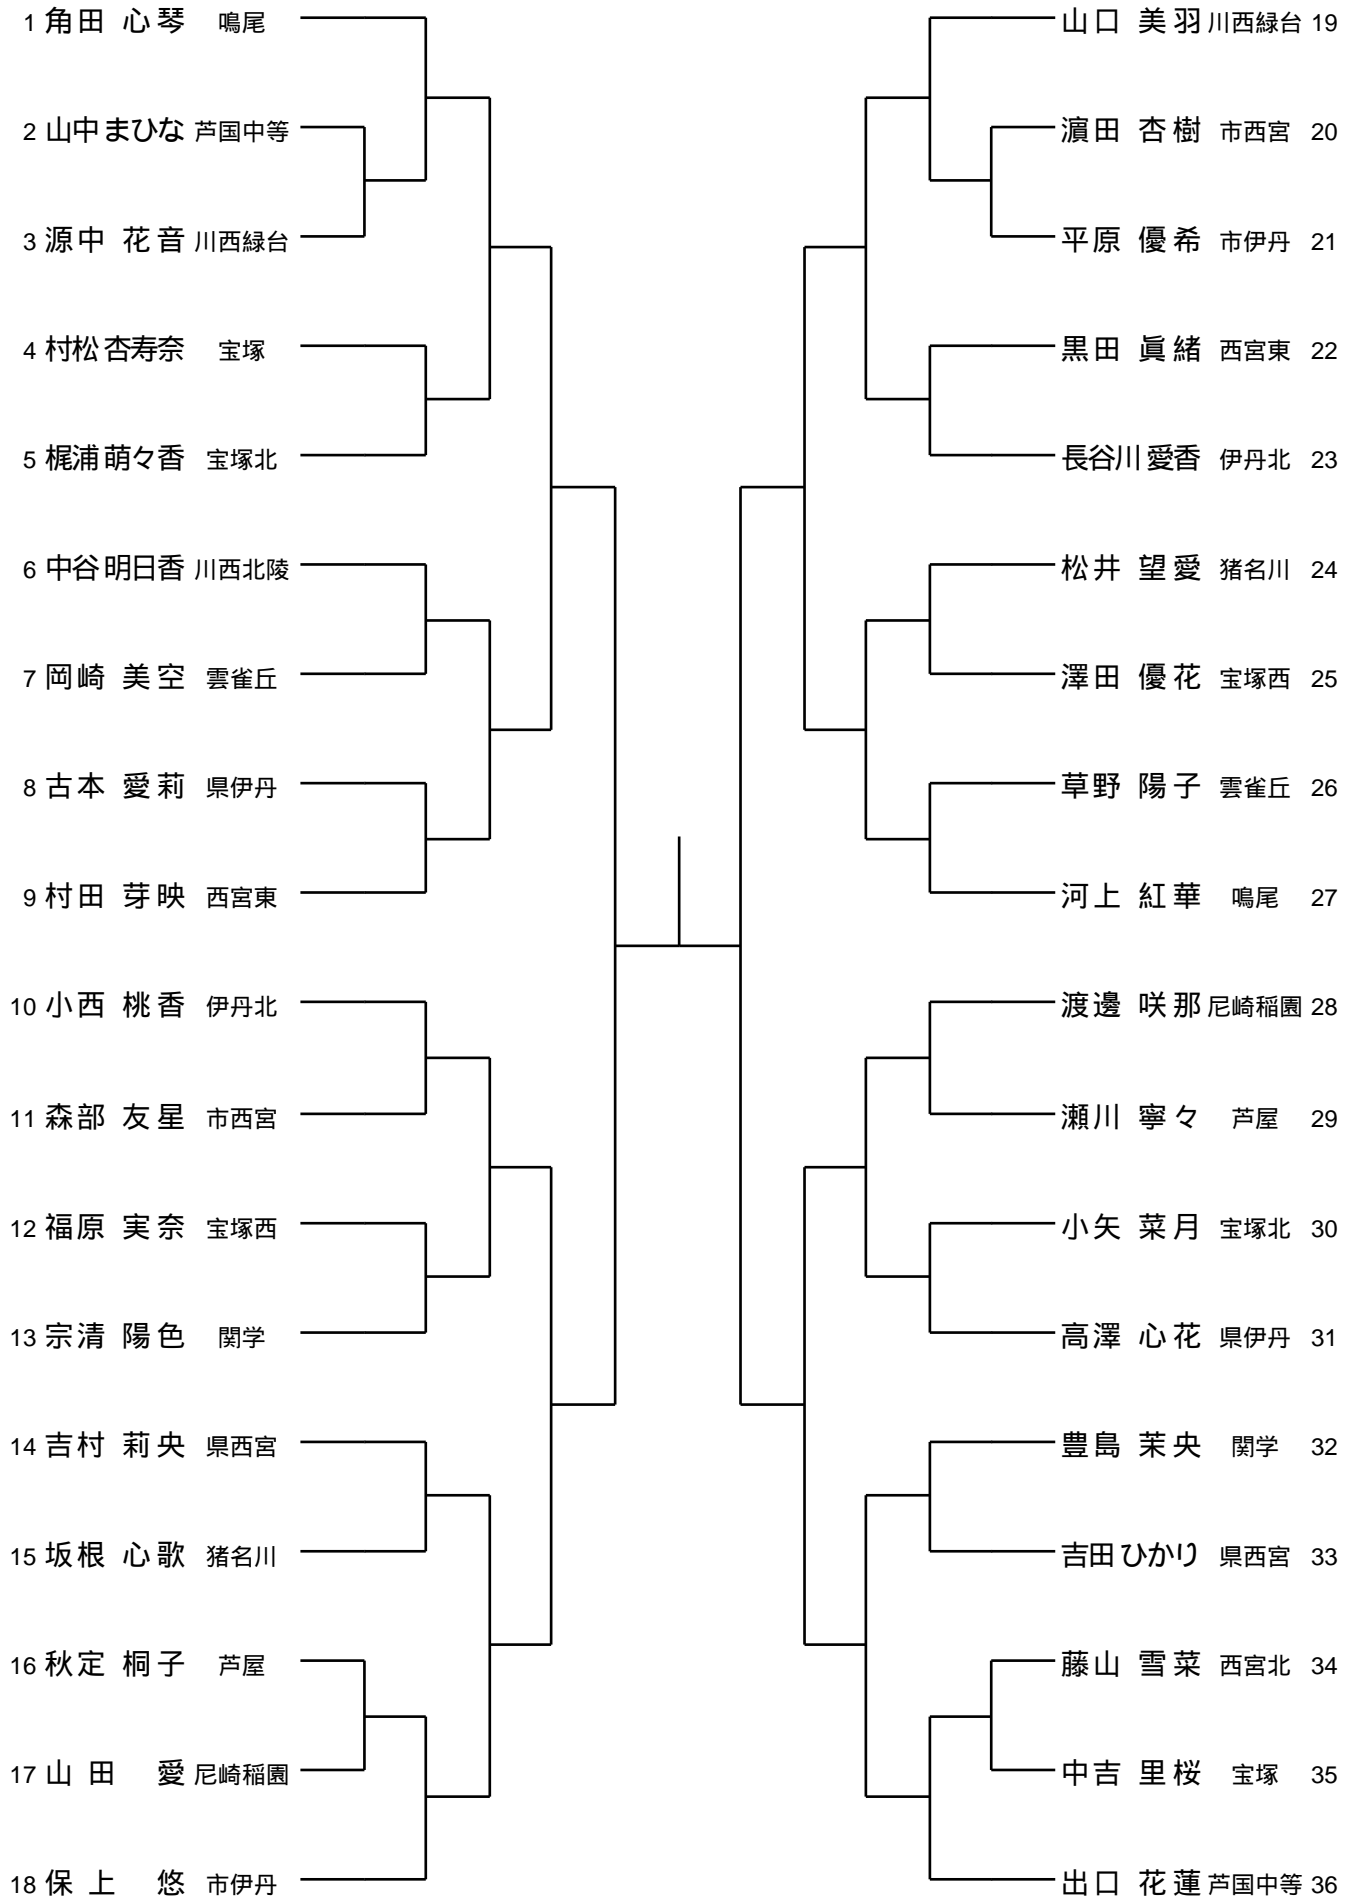 1 角田 心琴 鳴尾
2 山中 まひな 芦国中等
3 源中 花音 川西緑台
4 村松 杏寿奈 宝塚
5 梶浦 萌々香 宝塚北
6 中谷 明日香 川西北陵
7 岡崎 美空 雲雀丘
8 古本 愛莉 県伊丹
9 村田 芽映 西宮東
10 小西 桃香 伊丹北
11 森部 友星 市西宮
12 福原 実奈 宝塚西
13 宗清 陽色 関学
14 吉村 莉央 県西宮
15 坂根 心歌 猪名川
16 秋定 桐子 芦屋
17 山田 愛 尼崎稲園
18 保上 悠 市伊丹
山口 美羽 川西緑台 19
濵田 杏樹 市西宮 20
平原 優希 市伊丹 21
黒田 眞緒 西宮東 22
長谷川 愛香 伊丹北 23
松井 望愛 猪名川 24
澤田 優花 宝塚西 25
草野 陽子 雲雀丘 26
河上 紅華 鳴尾 27
渡邊 咲那 尼崎稲園 28
瀬川 寧々 芦屋 29
小矢 菜月 宝塚北 30
高澤 心花 県伊丹 31
豊島 茉央 関学 32
吉田 ひかり 県西宮 33
藤山 雪菜 西宮北 34
中吉 里桜 宝塚 35
出口 花蓮 芦国中等 36